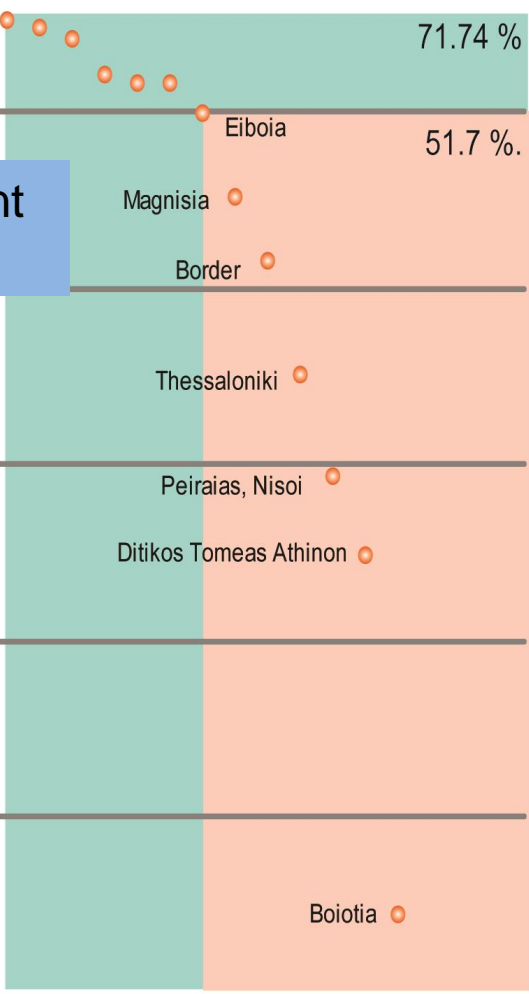 71.74 %
Eiboia
51.7 %.
nt
Magnisia
Border
Thessaloniki
Peiraias, Nisoi
Ditikos Tomeas Athinon
Boiotia